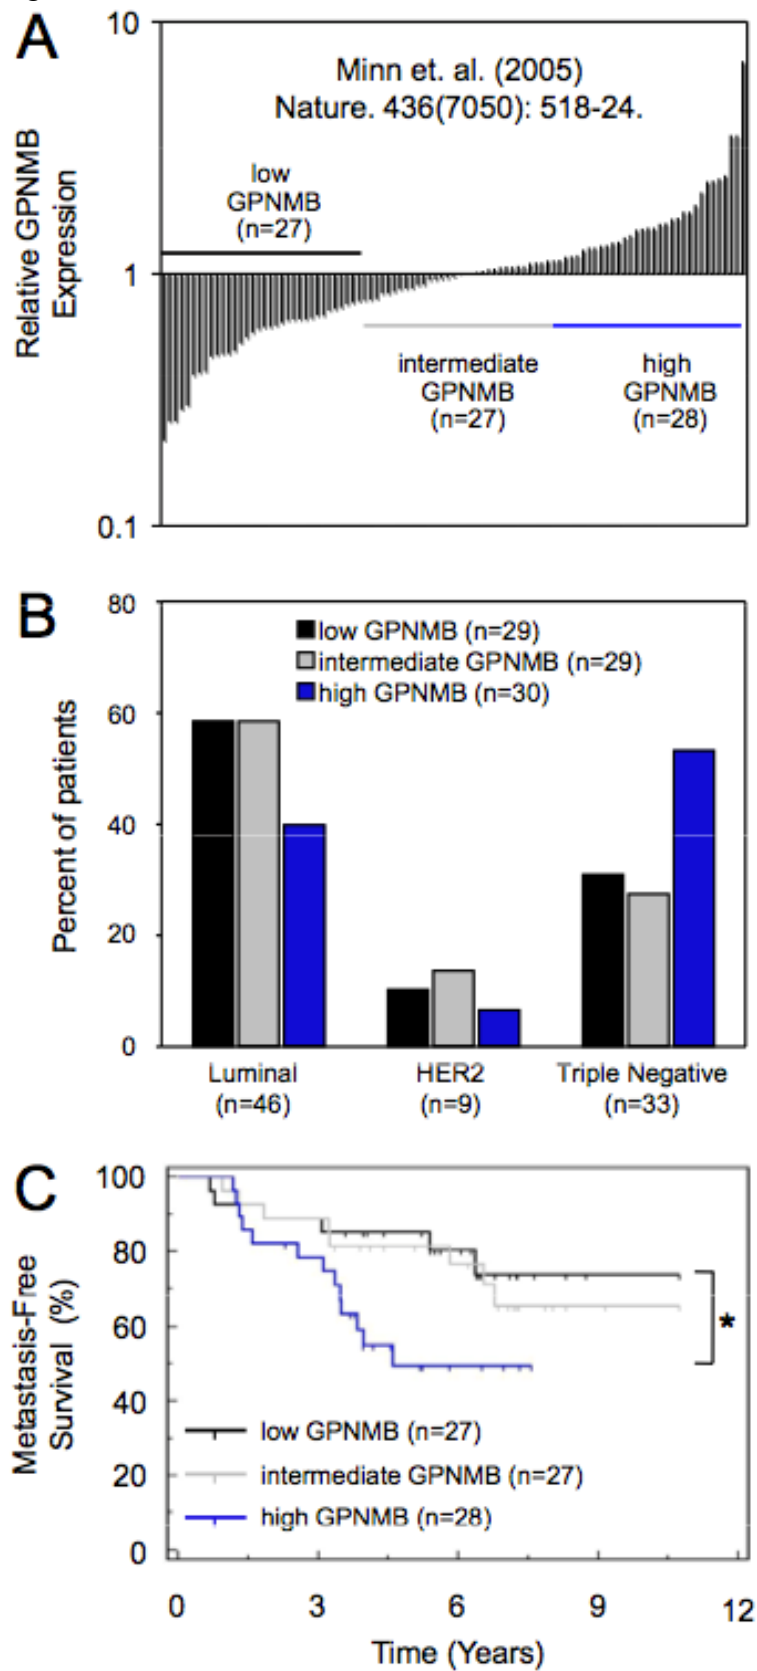 A
10
Minn et. al. (2005)
Nature. 436(7050): 518-24.
Relative GPNMB
Expression
low
GPNMB
(n=27)
1
intermediate
GPNMB
(n=27)
high
GPNMB
(n=28)
0.1
B
80
low GPNMB (n=29)
intermediate GPNMB (n=29)
high GPNMB (n=30)
Percent of patients
60
40
20
0
Luminal
(n=46)
HER2
(n=9)
Triple Negative
(n=33)
C
100
80
60
40
20
0
Metastasis-Free
Survival (%)
*
low GPNMB (n=27)
intermediate GPNMB (n=27)
high GPNMB (n=28)
0 3 6 9 12
Time (Years)